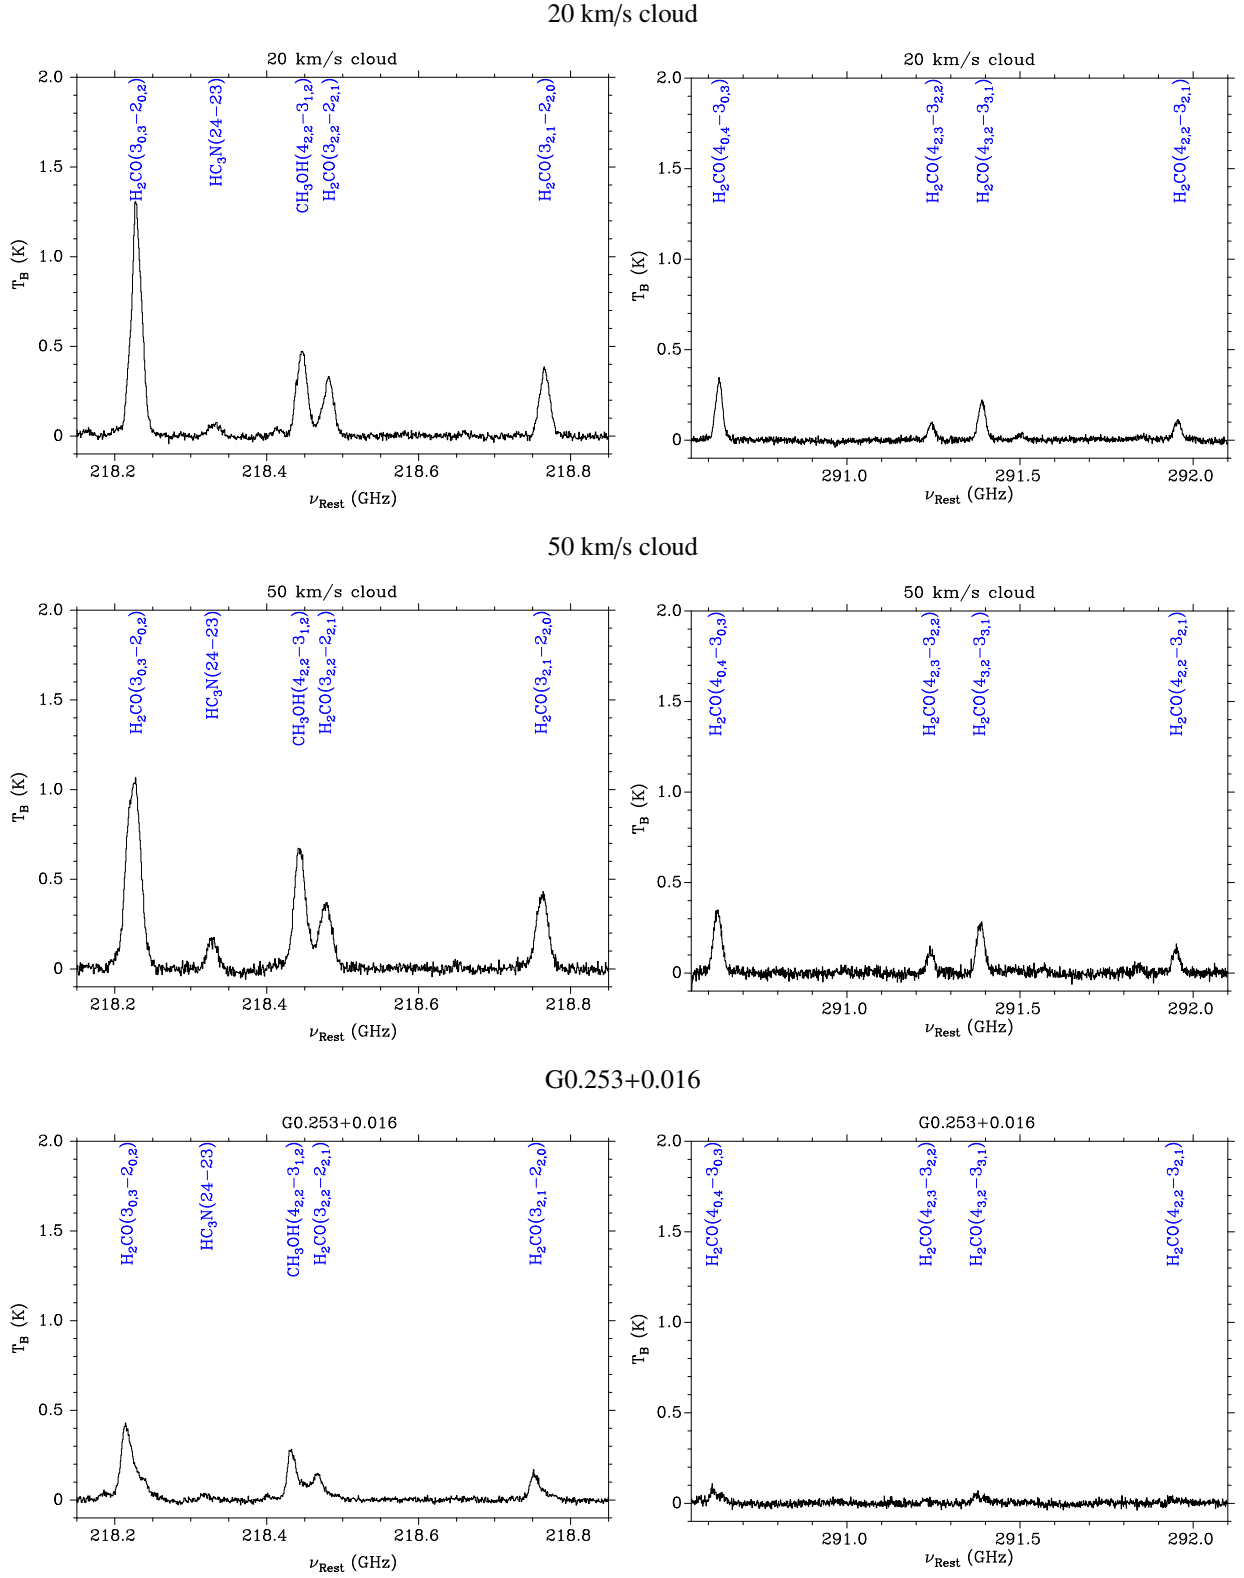 20 km/s cloud
20 km/s cloud
H₂CO(3₀,₃−2₀,₂)
HC₃N(24−23)
CH₃OH(4₂,₂−3₁,₂)
H₂CO(3₂,₂−2₂,₁)
H₂CO(3₂,₁−2₂,₀)
2.0
1.5
1.0
0.5
0
T_B (K)
218.2 218.4 218.6 218.8
ν_Rest (GHz)
20 km/s cloud
H₂CO(4₀,₄−3₀,₃)
H₂CO(4₂,₃−3₂,₂)
H₂CO(4₃,₂−3₃,₁)
H₂CO(4₂,₂−3₂,₁)
2.0
1.5
1.0
0.5
0
T_B (K)
291.0 291.5 292.0
ν_Rest (GHz)
50 km/s cloud
50 km/s cloud
H₂CO(3₀,₃−2₀,₂)
HC₃N(24−23)
CH₃OH(4₂,₂−3₁,₂)
H₂CO(3₂,₂−2₂,₁)
H₂CO(3₂,₁−2₂,₀)
2.0
1.5
1.0
0.5
0
T_B (K)
218.2 218.4 218.6 218.8
ν_Rest (GHz)
50 km/s cloud
H₂CO(4₀,₄−3₀,₃)
H₂CO(4₂,₃−3₂,₂)
H₂CO(4₃,₂−3₃,₁)
H₂CO(4₂,₂−3₂,₁)
2.0
1.5
1.0
0.5
0
T_B (K)
291.0 291.5 292.0
ν_Rest (GHz)
G0.253+0.016
G0.253+0.016
H₂CO(3₀,₃−2₀,₂)
HC₃N(24−23)
CH₃OH(4₂,₂−3₁,₂)
H₂CO(3₂,₂−2₂,₁)
H₂CO(3₂,₁−2₂,₀)
2.0
1.5
1.0
0.5
0
T_B (K)
218.2 218.4 218.6 218.8
ν_Rest (GHz)
G0.253+0.016
H₂CO(4₀,₄−3₀,₃)
H₂CO(4₂,₃−3₂,₂)
H₂CO(4₃,₂−3₃,₁)
H₂CO(4₂,₂−3₂,₁)
2.0
1.5
1.0
0.5
0
T_B (K)
291.0 291.5 292.0
ν_Rest (GHz)